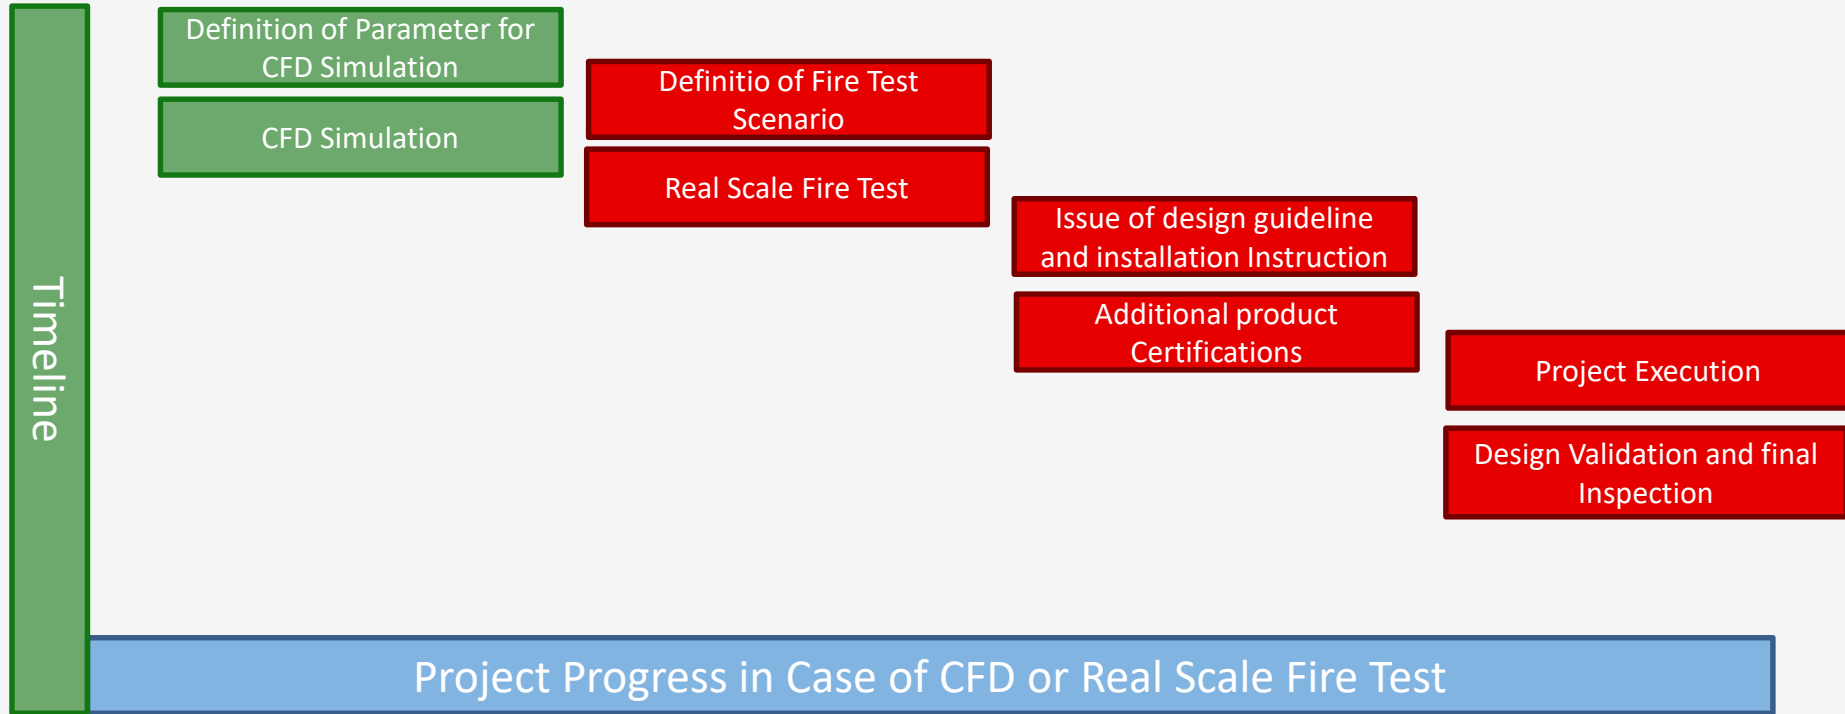 Timeline
Definition of Parameter for
CFD Simulation
CFD Simulation
Definitio of Fire Test
Scenario
Real Scale Fire Test
Issue of design guideline
and installation Instruction
Additional product
Certifications
Project Execution
Design Validation and final
Inspection
Project Progress in Case of CFD or Real Scale Fire Test